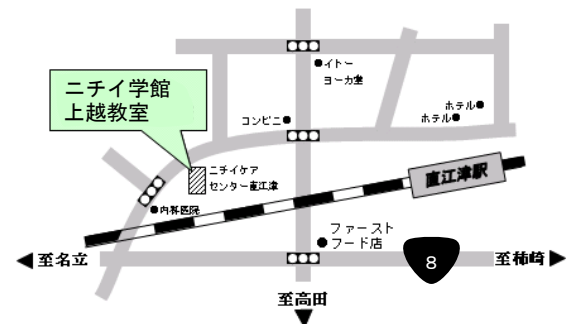 イトー
ヨーカ堂
ニチイ学館
上越教室
ホテル
ホテル
コンビニ
ニチイケア
センター直江津
直江津駅
内科医院
ファースト
フード店
至名立
8
至柿崎
至高田